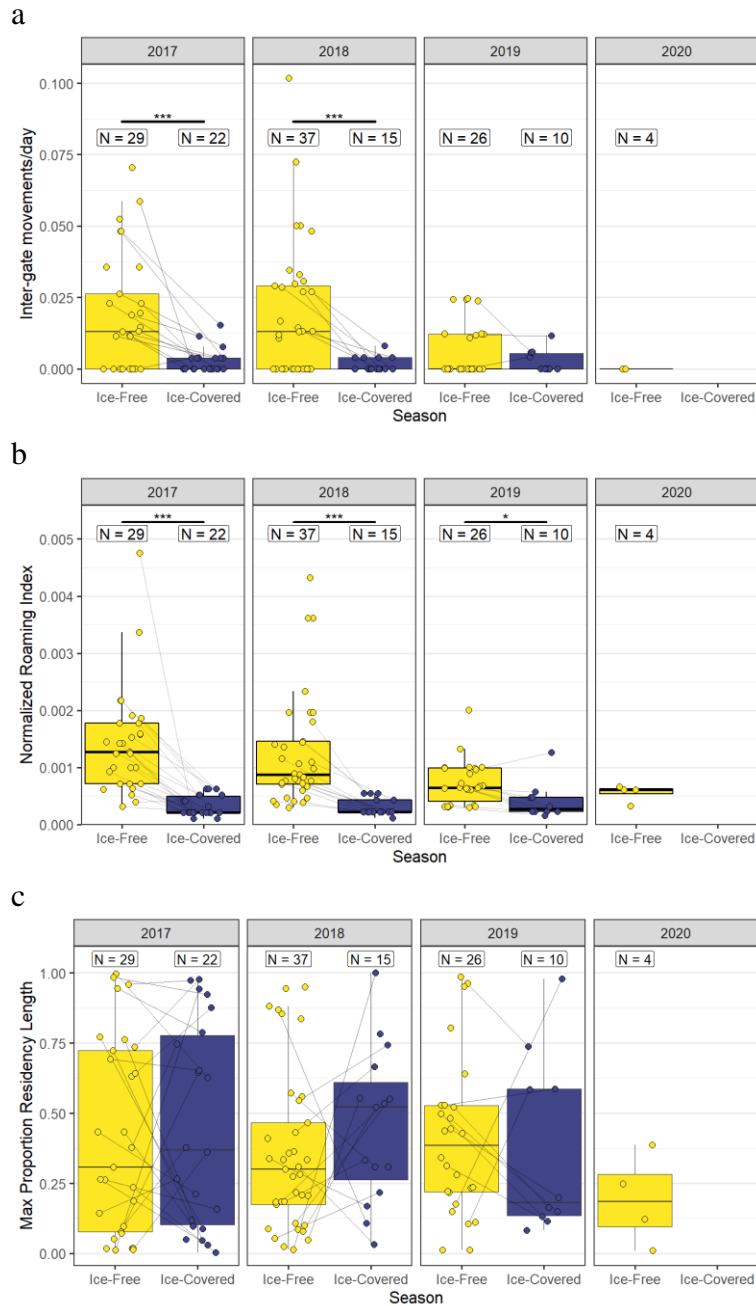 a
2017 2018 2019 2020
0.100
*** ***
N = 29 N = 22 N = 37 N = 15 N = 26 N = 10 N = 4
0.075
0.050
0.025
0.000
Inter-gate movements/day
Ice-Free Ice-Covered Ice-Free Ice-Covered Ice-Free Ice-Covered Ice-Free Ice-Covered
Season
b
2017 2018 2019 2020
*** *** *
N = 29 N = 22 N = 37 N = 15 N = 26 N = 10 N = 4
0.005
0.004
0.003
0.002
0.001
0.000
Normalized Roaming Index
Ice-Free Ice-Covered Ice-Free Ice-Covered Ice-Free Ice-Covered Ice-Free Ice-Covered
Season
c
2017 2018 2019 2020
N = 29 N = 22 N = 37 N = 15 N = 26 N = 10 N = 4
1.00
0.75
0.50
0.25
0.00
Max Proportion Residency Length
Ice-Free Ice-Covered Ice-Free Ice-Covered Ice-Free Ice-Covered Ice-Free Ice-Covered
Season